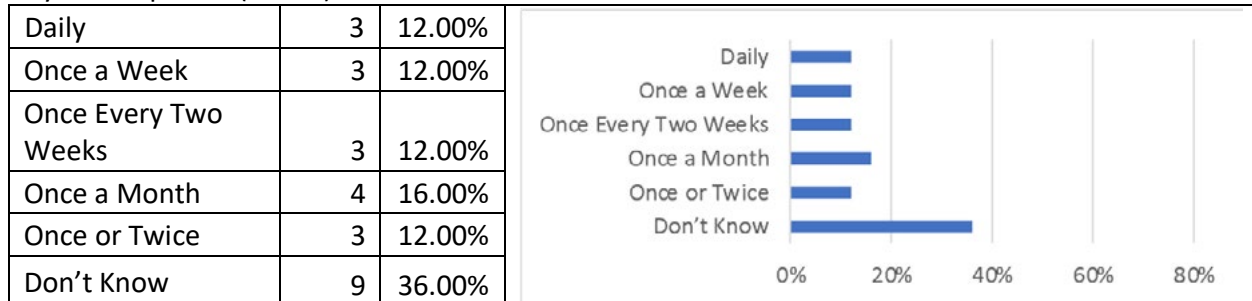 Daily 3 12.00%
Once a Week 3 12.00%
Once Every Two
Weeks 3 12.00%
Once a Month 4 16.00%
Once or Twice 3 12.00%
Don’t Know 9 36.00%
Daily
Once a Week
Once Every Two Weeks
Once a Month
Once or Twice
Don’t Know
0% 20% 40% 60% 80%